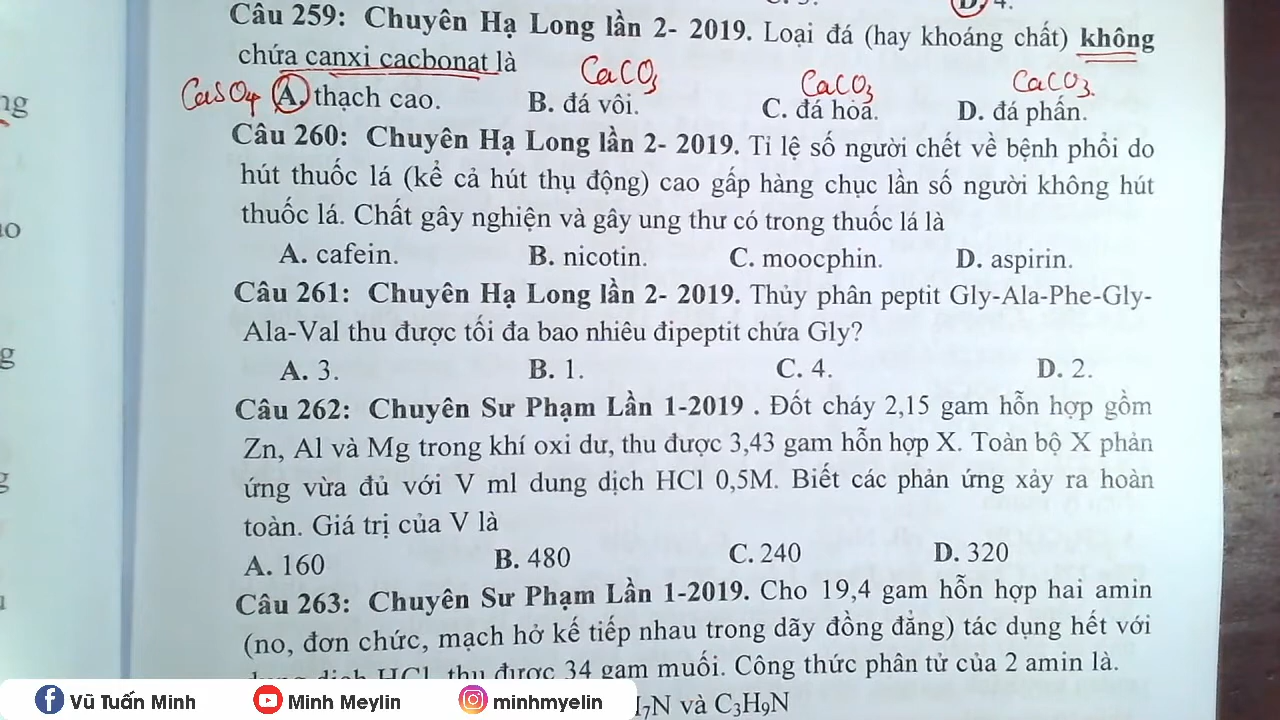 D. 4.
Câu 259: Chuyên Hạ Long lần 2- 2019. Loại đá (hay khoáng chất) không
chứa canxi cacbonat là
CaCO3 CaCO3 CaCO3.
CaSO4 A. thạch cao. B. đá vôi. C. đá hoa. D. đá phấn.
Câu 260: Chuyên Hạ Long lần 2- 2019. Tỉ lệ số người chết về bệnh phổi do
hút thuốc lá (kể cả hút thụ động) cao gấp hàng chục lần số người không hút
thuốc lá. Chất gây nghiện và gây ung thư có trong thuốc lá là
A. cafein. B. nicotin. C. moocphin. D. aspirin.
Câu 261: Chuyên Hạ Long lần 2- 2019. Thủy phân peptit Gly-Ala-Phe-Gly-
Ala-Val thu được tối đa bao nhiêu đipeptit chứa Gly?
A. 3. B. 1. C. 4. D. 2.
Câu 262: Chuyên Sư Phạm Lần 1-2019 . Đốt cháy 2,15 gam hỗn hợp gồm
Zn, Al và Mg trong khí oxi dư, thu được 3,43 gam hỗn hợp X. Toàn bộ X phản
ứng vừa đủ với V ml dung dịch HCl 0,5M. Biết các phản ứng xảy ra hoàn
toàn. Giá trị của V là
A. 160 B. 480 C. 240 D. 320
Câu 263: Chuyên Sư Phạm Lần 1-2019. Cho 19,4 gam hỗn hợp hai amin
(no, đơn chức, mạch hở kế tiếp nhau trong dãy đồng đẳng) tác dụng hết với
dung dịch HCl, thu được 34 gam muối. Công thức phân tử của 2 amin là.
H7N và C3H9N
Vũ Tuấn Minh Minh Meylin minhmyelin